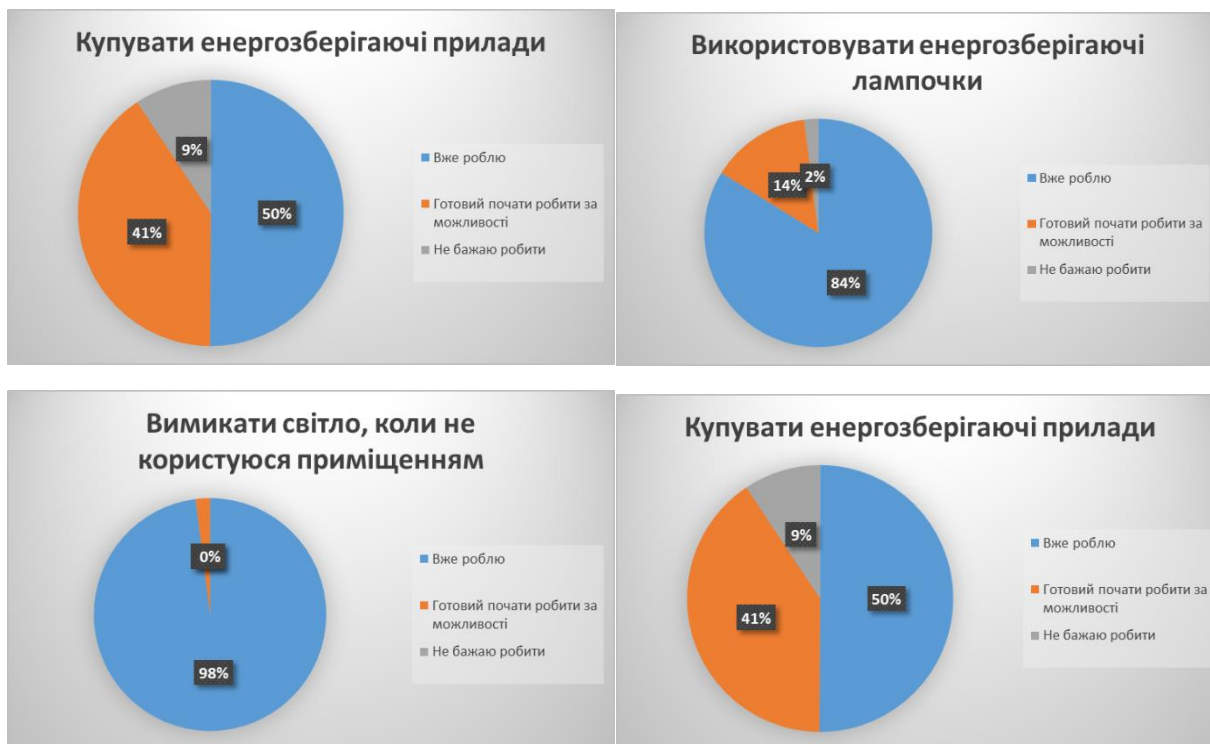 Купувати енергозберігаючі прилади
9%
50%
41%
Вже роблю
Готовий почати робити за
можливості
Не бажаю робити
Використовувати енергозберігаючі
лампочки
14%
2%
84%
Вже роблю
Готовий почати робити за
можливості
Не бажаю робити
Вимикати світло, коли не
користуюся приміщенням
0%
98%
Вже роблю
Готовий почати робити за
можливості
Не бажаю робити
Купувати енергозберігаючі прилади
9%
50%
41%
Вже роблю
Готовий почати робити за
можливості
Не бажаю робити